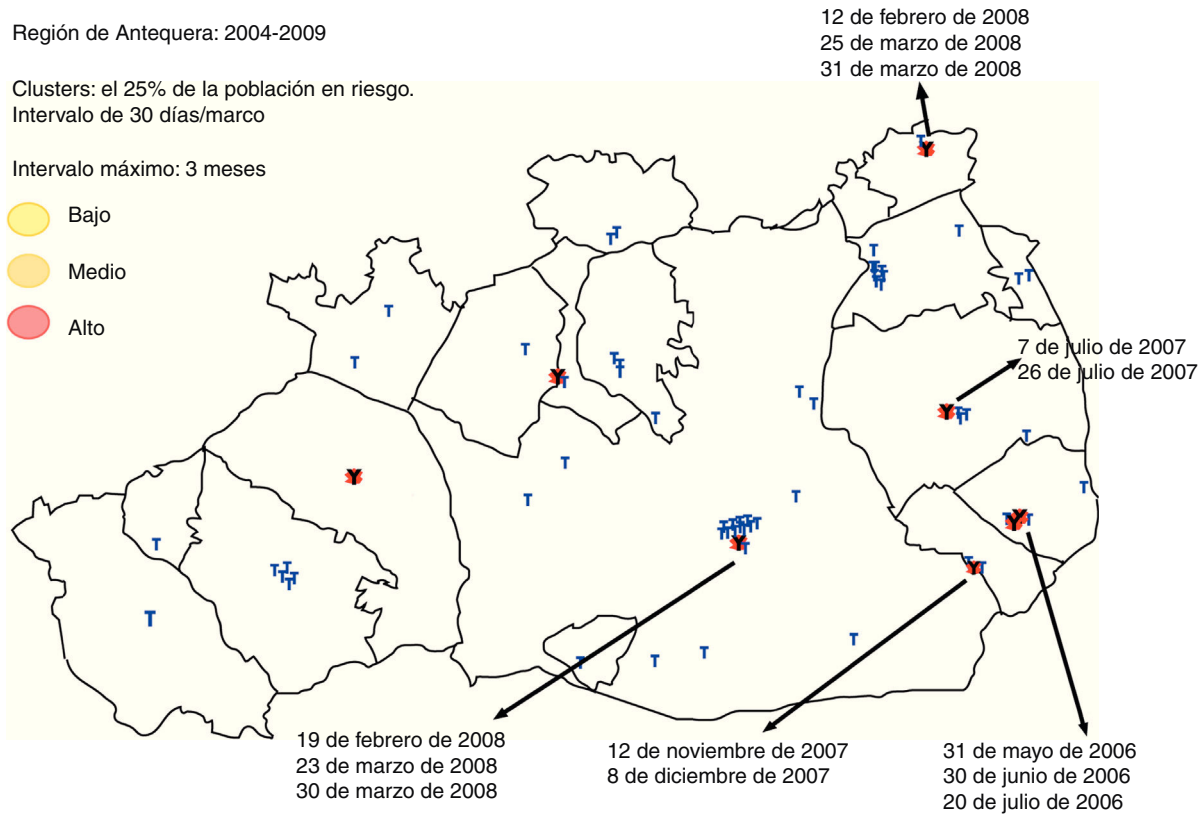 Región de Antequera: 2004-2009
Clusters: el 25% de la población en riesgo.
Intervalo de 30 días/marco
Intervalo máximo: 3 meses
Bajo
Medio
Alto
12 de febrero de 2008
25 de marzo de 2008
31 de marzo de 2008
7 de julio de 2007
26 de julio de 2007
19 de febrero de 2008
23 de marzo de 2008
30 de marzo de 2008
12 de noviembre de 2007
8 de diciembre de 2007
31 de mayo de 2006
30 de junio de 2006
20 de julio de 2006